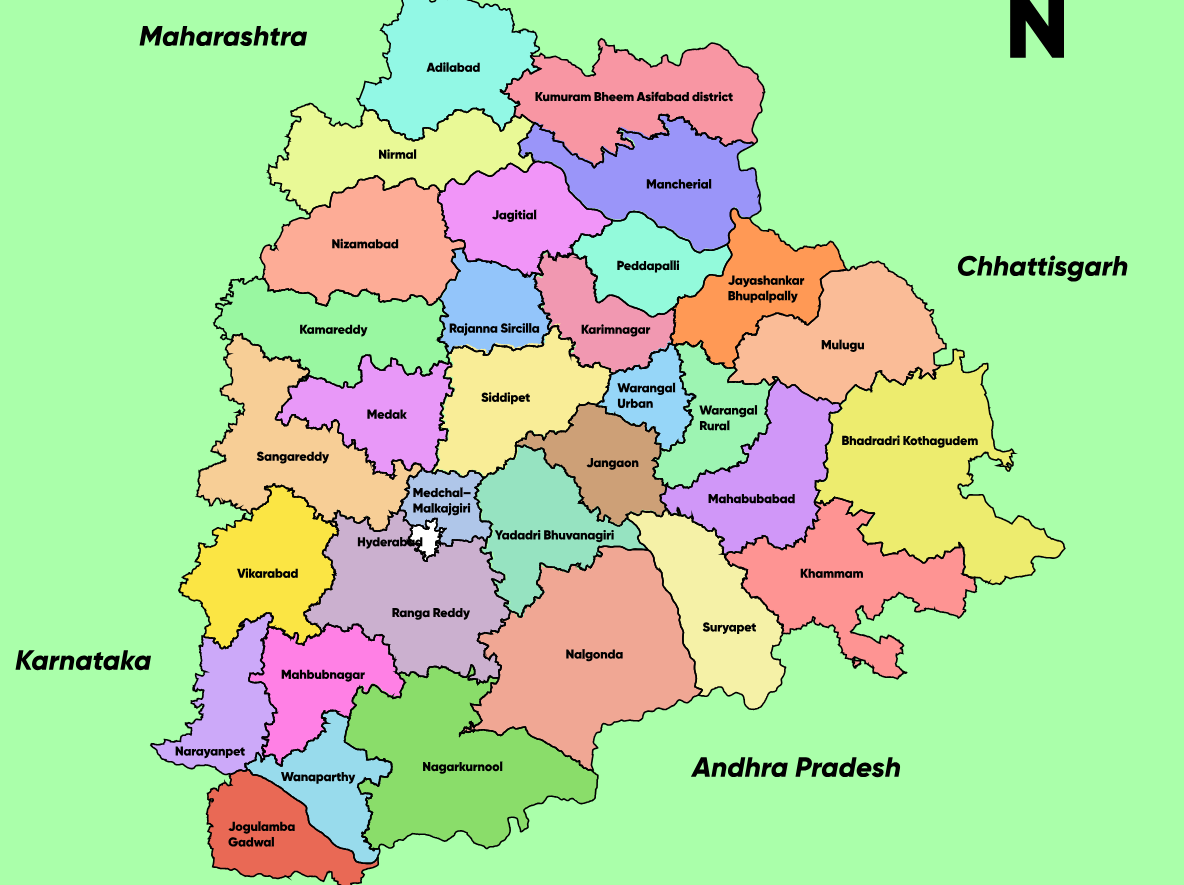 N
Maharashtra
Adilabad
Kumuram Bheem Asifabad district
Nirmal
Mancherial
Jagitial
Nizamabad
Peddapalli
Chhattisgarh
Jayashankar
Bhupalpally
Kamareddy
Rajanna Sircilla
Karimnagar
Mulugu
Siddipet
Warangal
Urban
Medak
Warangal
Rural
Bhadradri Kothagudem
Sangareddy
Jangaon
Medchal–
Malkajgiri
Mahabubabad
Yadadri Bhuvanagiri
Hyderabad
Vikarabad
Khammam
Ranga Reddy
Suryapet
Nalgonda
Karnataka
Mahbubnagar
Narayanpet
Nagarkurnool
Andhra Pradesh
Wanaparthy
Jogulamba
Gadwal